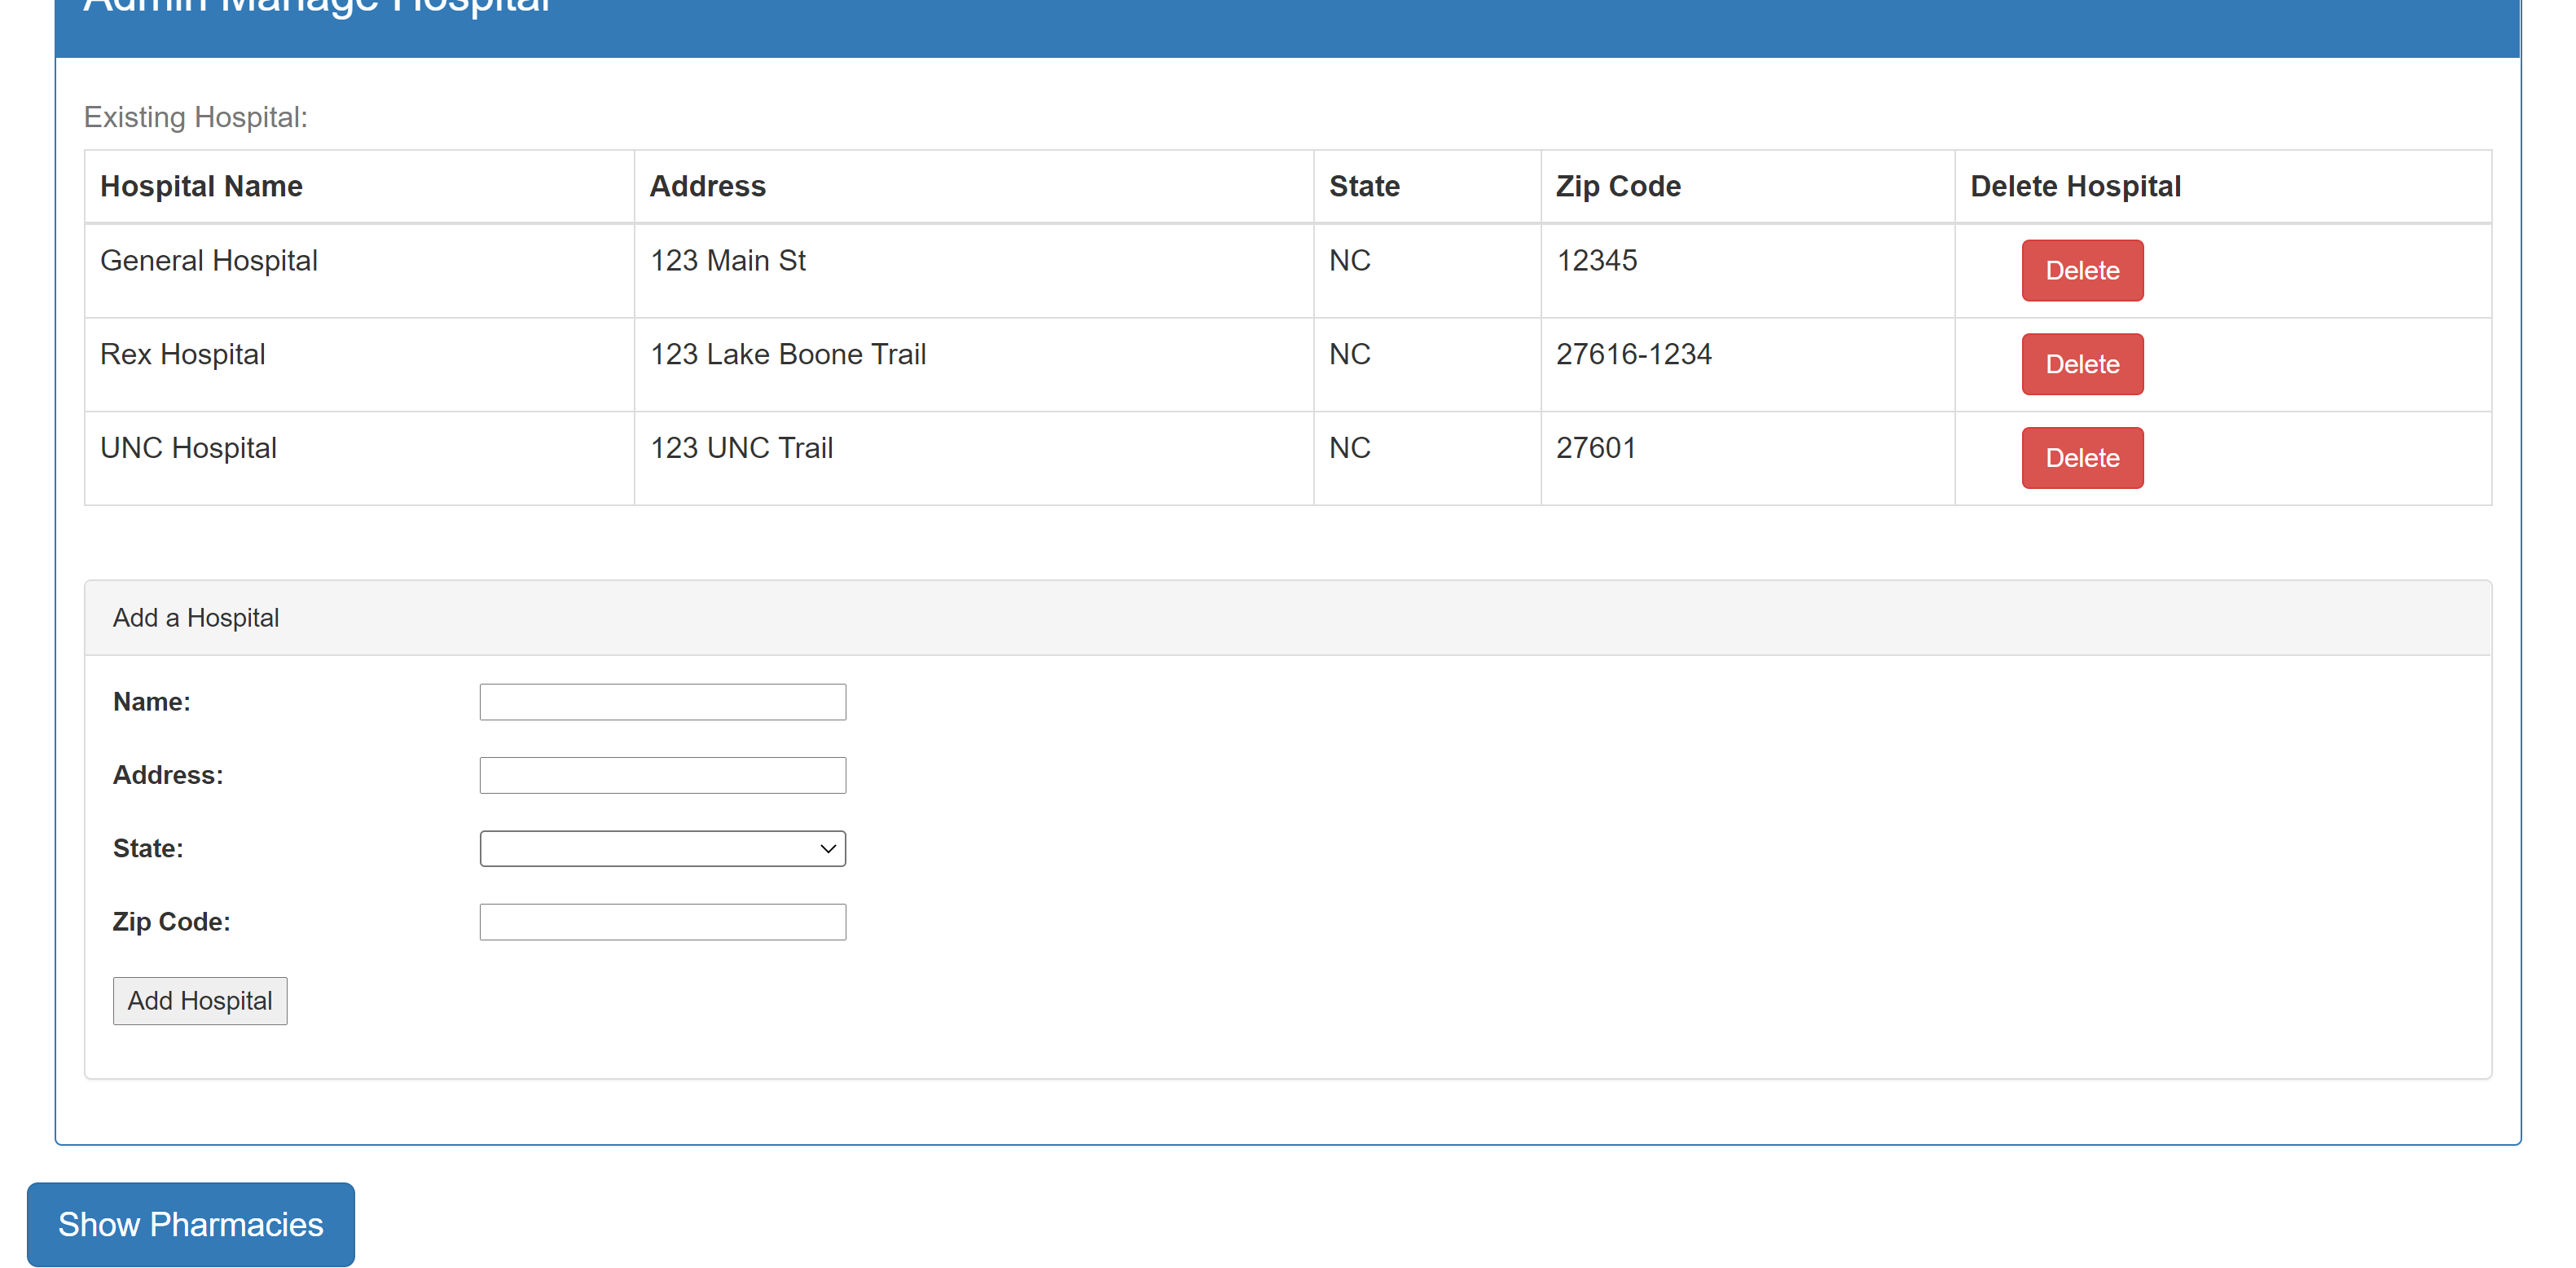 Admin Manage Hospital
Existing Hospital:
Hospital Name Address State Zip Code Delete Hospital
General Hospital 123 Main St NC 12345 Delete
Rex Hospital 123 Lake Boone Trail NC 27616-1234 Delete
UNC Hospital 123 UNC Trail NC 27601 Delete
Add a Hospital
Name:
Address:
State:
Zip Code:
Add Hospital
Show Pharmacies